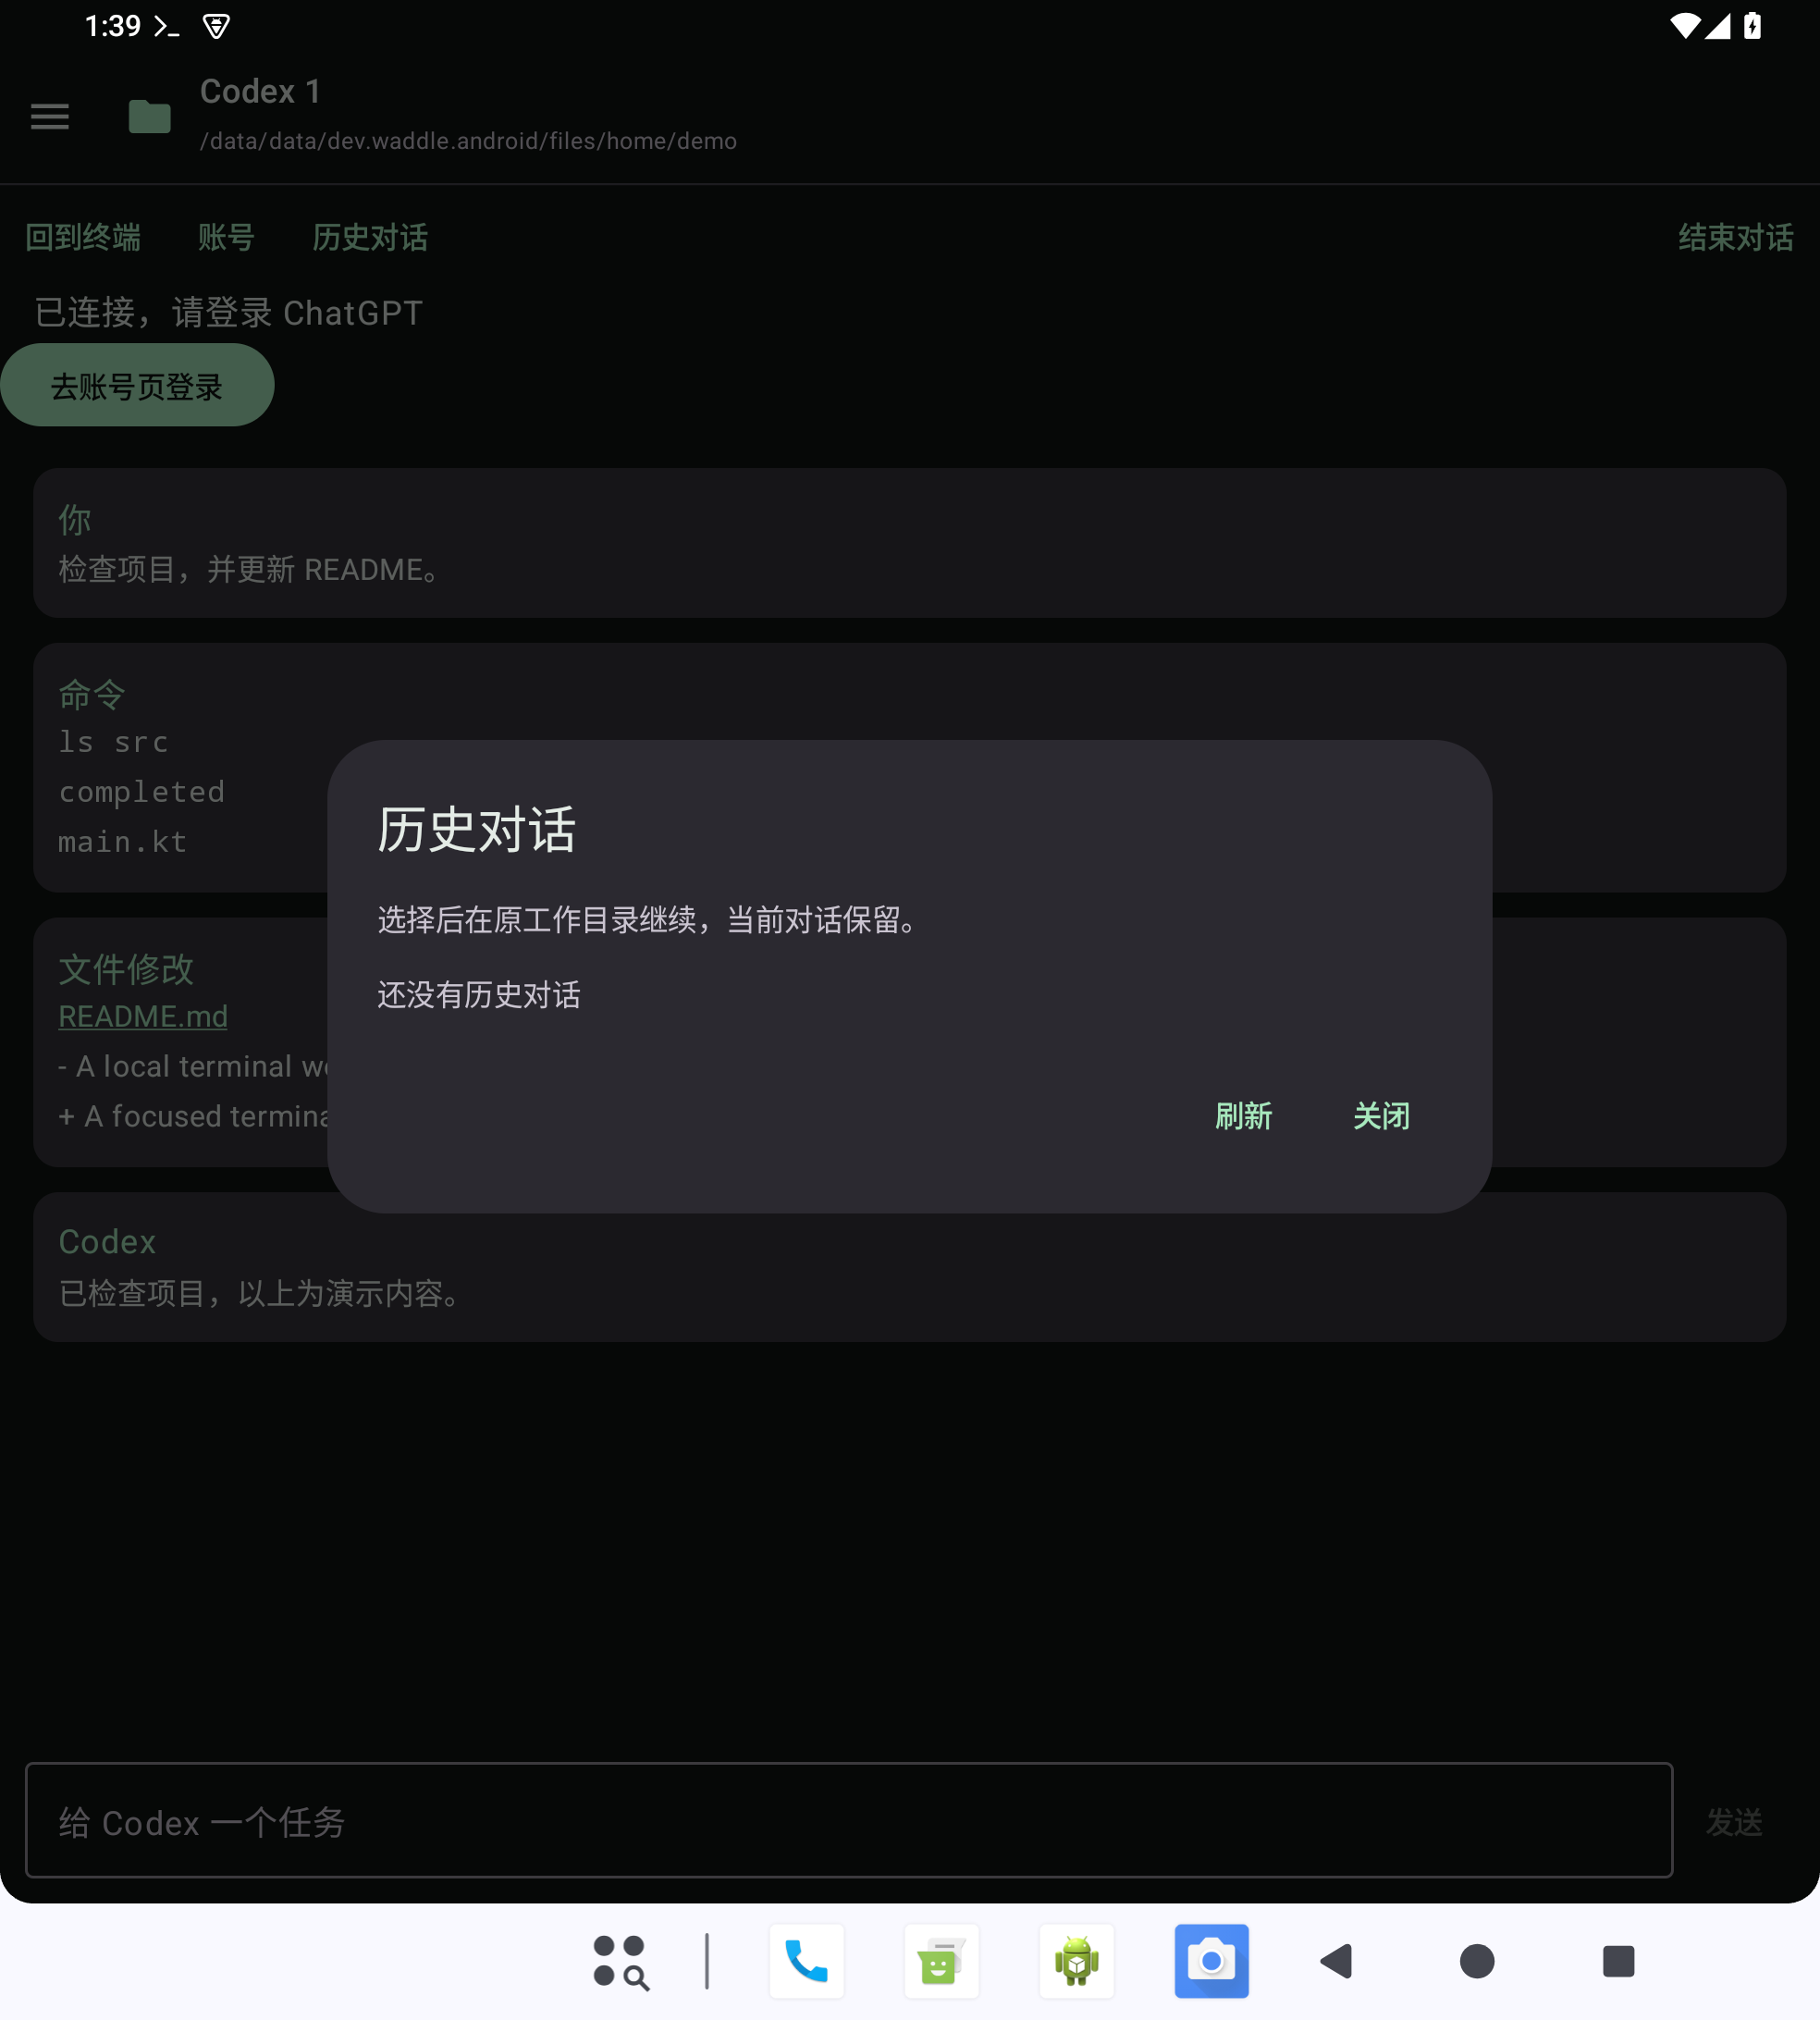 1:39
Codex 1
/data/data/dev.waddle.android/files/home/demo
回到终端 账号 历史对话 结束对话
已连接，请登录 ChatGPT
去账号页登录
你
检查项目，并更新 README。
命令
ls src
completed
main.kt
文件修改
README.md
- A local terminal
+ A focused
Codex
已检查项目，以上为演示内容。
历史对话
选择后在原工作目录继续，当前对话保留。
还没有历史对话
刷新 关闭
给 Codex 一个任务
发送